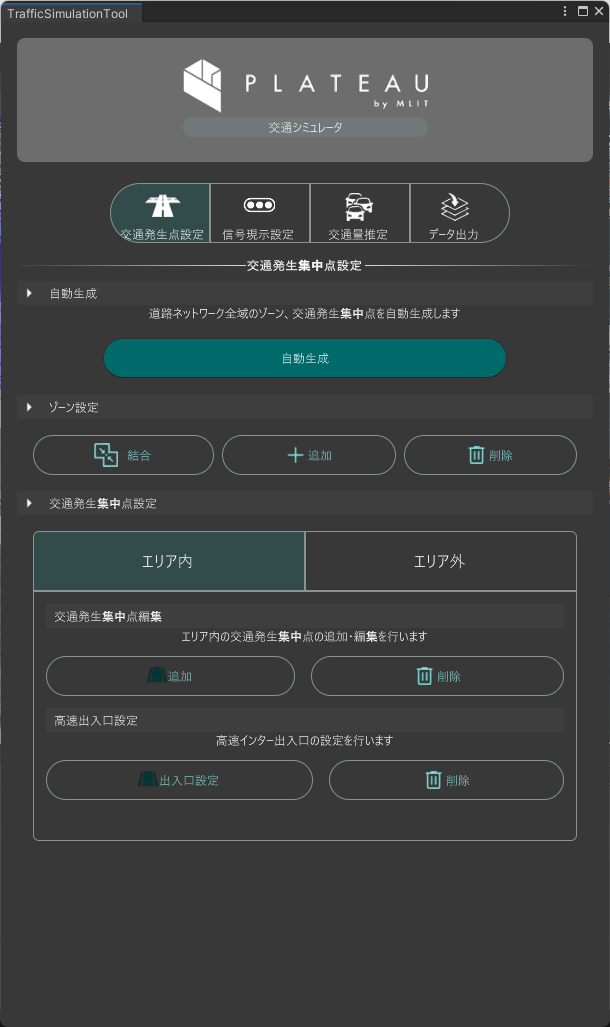 TrafficSimulationTool
PLATEAU
by MLIT
交通シミュレータ
交通発生点設定
信号現示設定
交通量推定
データ出力
交通発生集中点設定
自動生成
道路ネットワーク全域のゾーン、交通発生集中点を自動生成します
自動生成
ゾーン設定
結合
追加
削除
交通発生集中点設定
エリア内
エリア外
交通発生集中点編集
エリア内の交通発生集中点の追加・編集を行います
追加
削除
高速出入口設定
高速インター出入口の設定を行います
出入口設定
削除